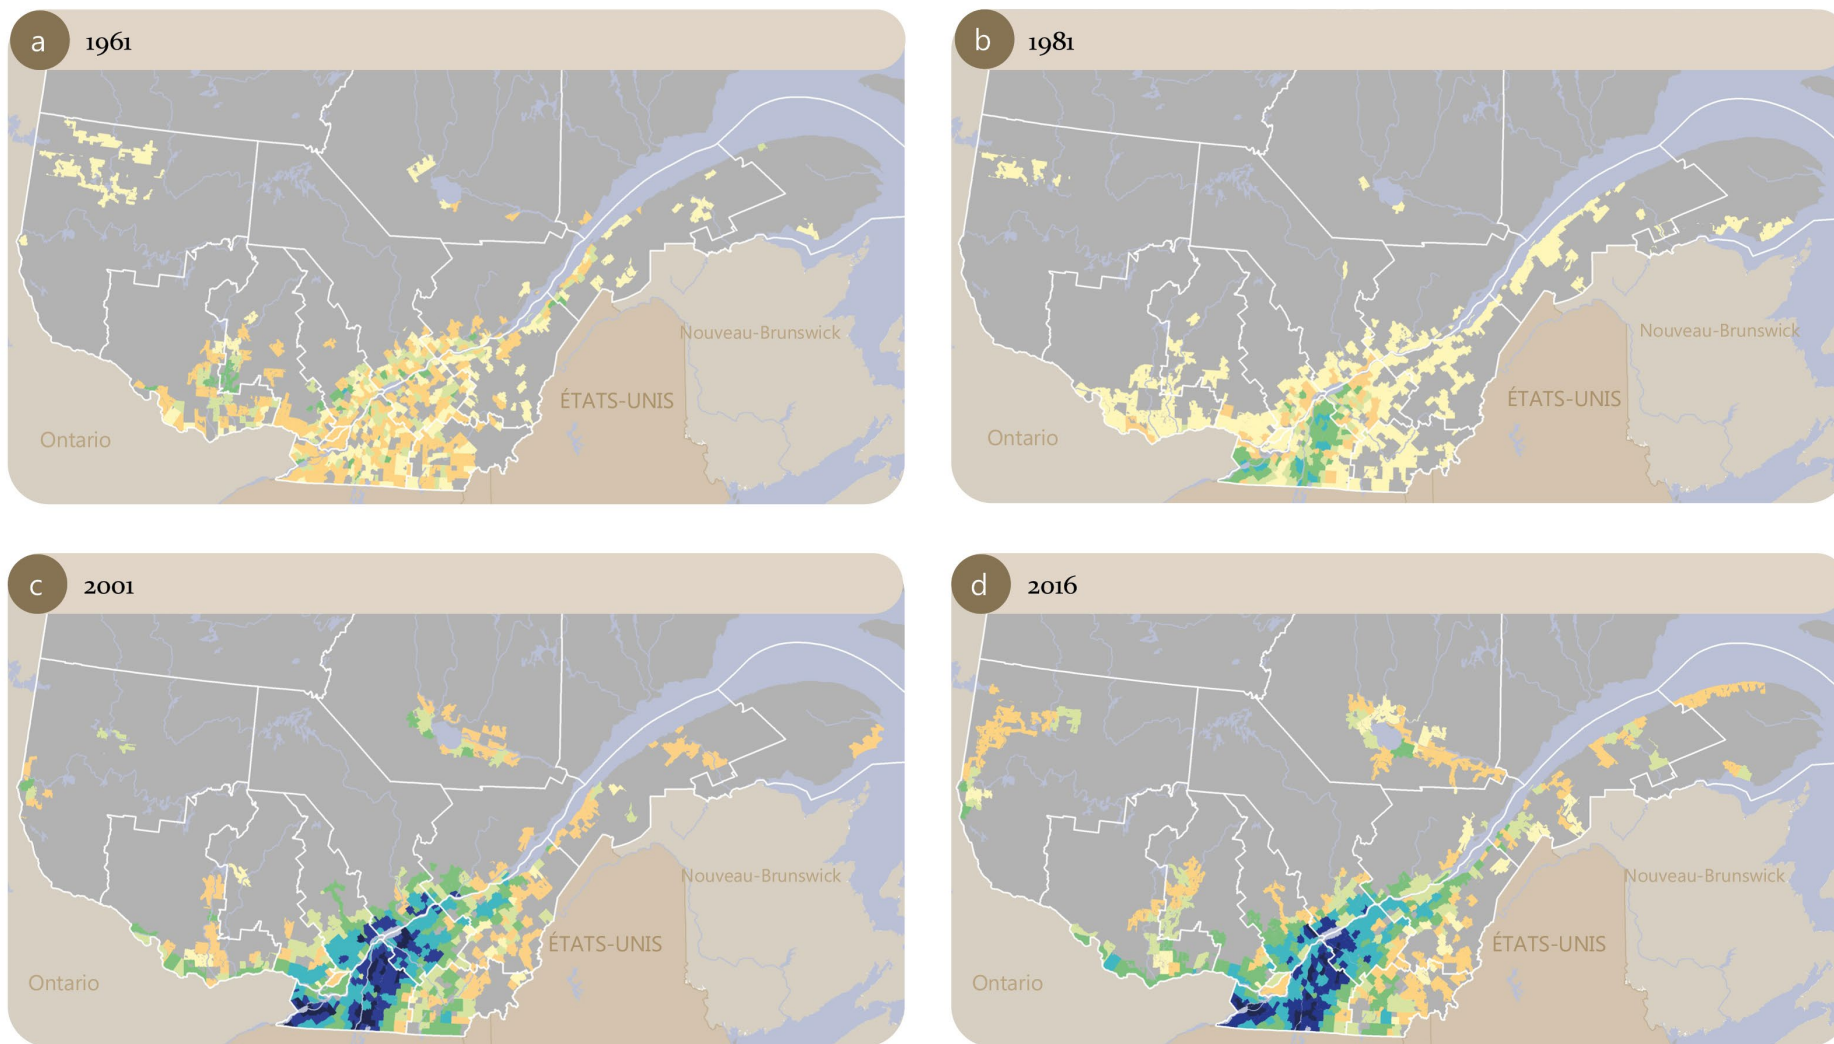 a 1961
b 1981
Nouveau-Brunswick
Nouveau-Brunswick
ÉTATS-UNIS
ÉTATS-UNIS
Ontario
Ontario
c 2001
d 2016
Nouveau-Brunswick
Nouveau-Brunswick
ÉTATS-UNIS
ÉTATS-UNIS
Ontario
Ontario